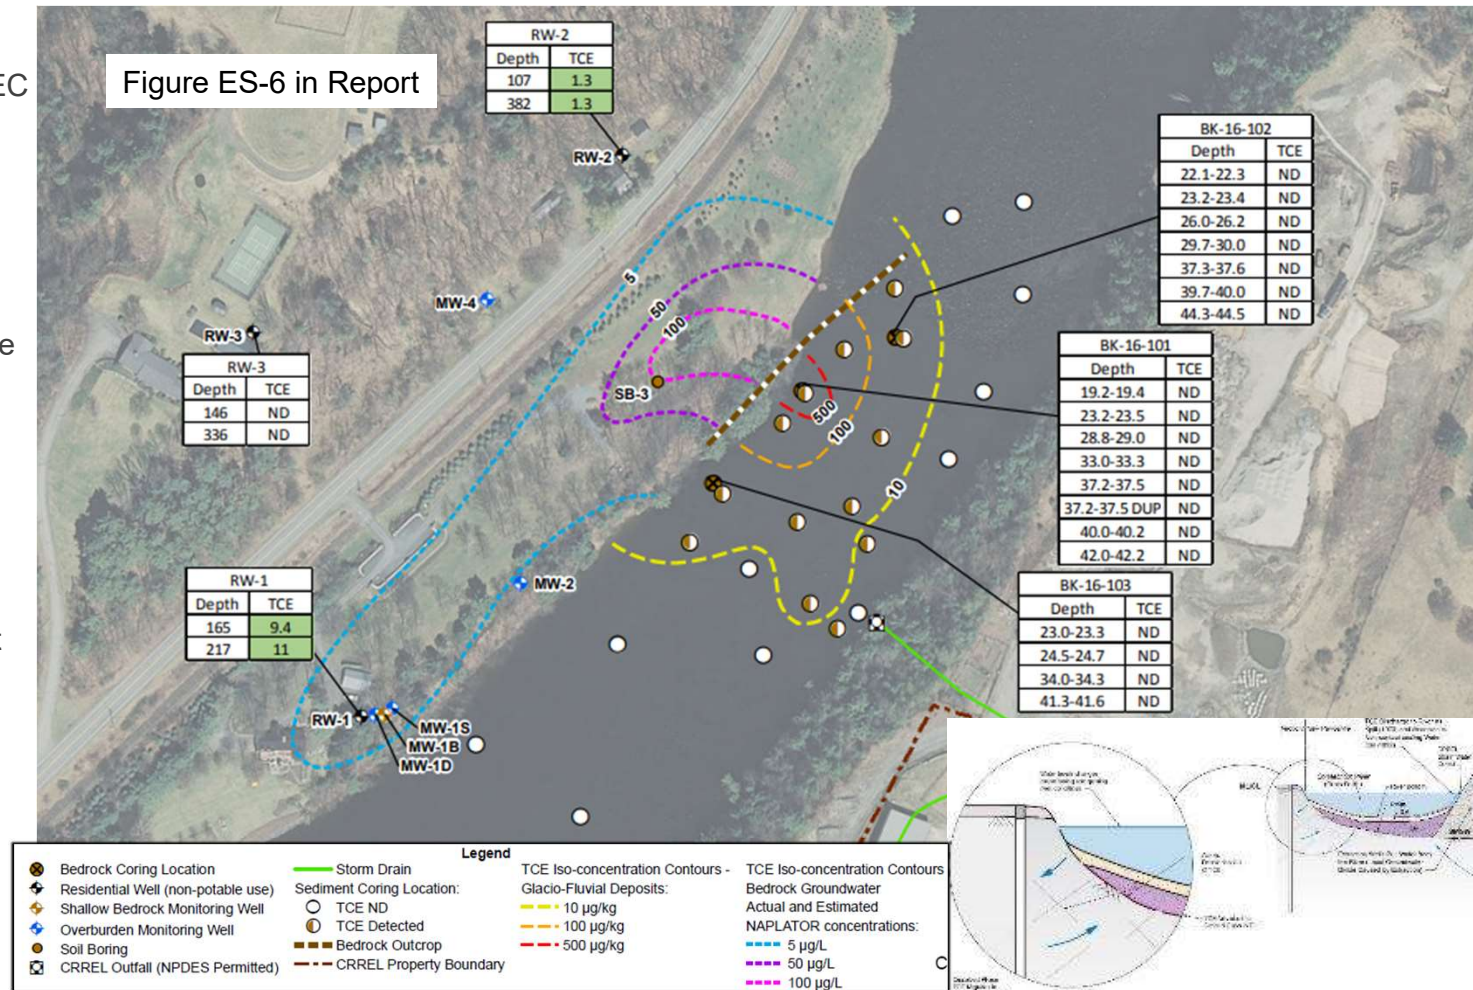 EC
Figure ES-6 in Report
e
:
RW-2
Depth TCE
107 1.3
382 1.3
RW-2
BK-16-102
Depth TCE
22.1-22.3 ND
23.2-23.4 ND
26.0-26.2 ND
29.7-30.0 ND
37.3-37.6 ND
39.7-40.0 ND
44.3-44.5 ND
5
50
100
MW-4
RW-3
RW-3
Depth TCE
146 ND
336 ND
SB-3
500
100
10
BK-16-101
Depth TCE
19.2-19.4 ND
23.2-23.5 ND
28.8-29.0 ND
33.0-33.3 ND
37.2-37.5 ND
37.2-37.5 DUP ND
40.0-40.2 ND
42.0-42.2 ND
MW-2
RW-1
Depth TCE
165 9.4
217 11
BK-16-103
Depth TCE
23.0-23.3 ND
24.5-24.7 ND
34.0-34.3 ND
41.3-41.6 ND
RW-1
MW-1S
MW-1B
MW-1D
Legend
Bedrock Coring Location
Residential Well (non-potable use)
Shallow Bedrock Monitoring Well
Overburden Monitoring Well
Soil Boring
CRREL Outfall (NPDES Permitted)
Storm Drain
Sediment Coring Location:
TCE ND
TCE Detected
Bedrock Outcrop
CRREL Property Boundary
TCE Iso-concentration Contours -
Glacio-Fluvial Deposits:
10 µg/kg
100 µg/kg
500 µg/kg
TCE Iso-concentration Contours
Bedrock Groundwater
Actual and Estimated
NAPLATOR concentrations:
5 µg/L
50 µg/L
100 µg/L
C